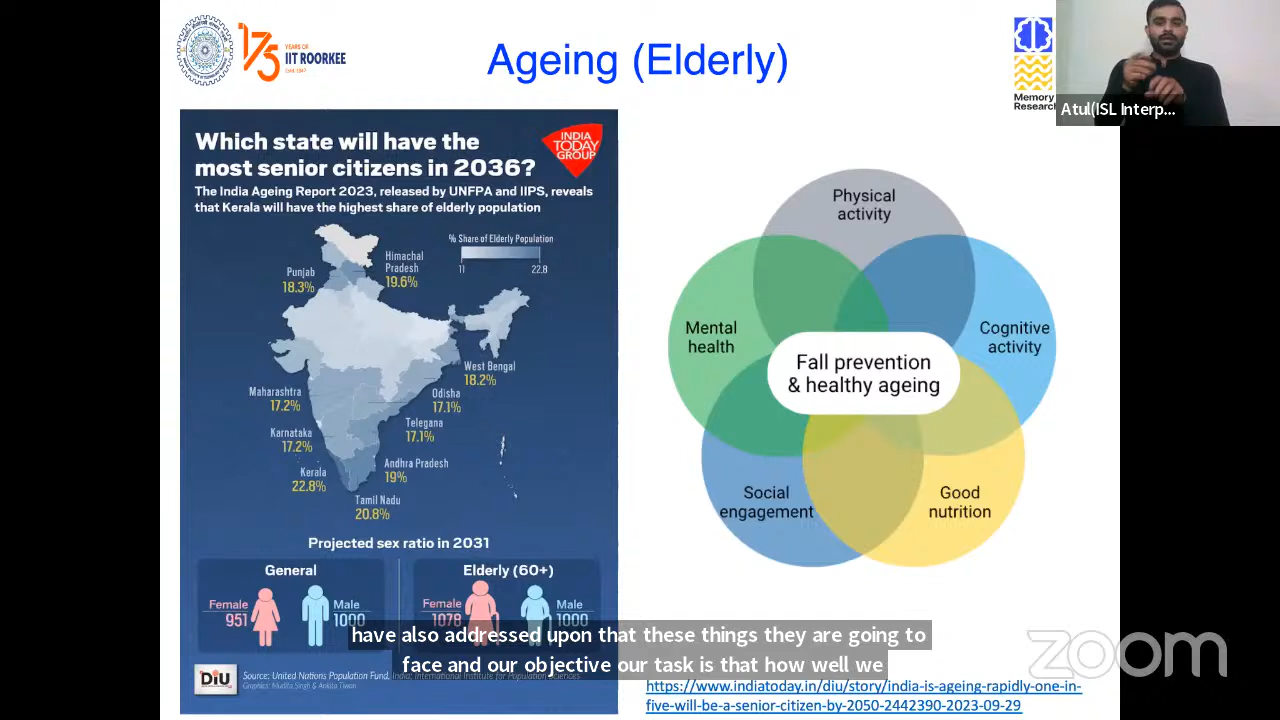 175
YEARS OF
IIT ROORKEE
Ageing (Elderly)
Memory
Research
Atul(ISL Interp...
Which state will have the
most senior citizens in 2036?
INDIA
TODAY
GROUP
The India Ageing Report 2023, released by UNFPA and IIPS, reveals
that Kerala will have the highest share of elderly population
% Share of Elderly Population
11 22.8
Punjab
18.3%
Himachal
Pradesh
19.6%
West Bengal
18.2%
Maharashtra
17.2%
Odisha
17.1%
Telegana
17.1%
Karnataka
17.2%
Kerala
22.8%
Andhra Pradesh
19%
Tamil Nadu
20.8%
Projected sex ratio in 2031
General
Female
951
Male
1000
Elderly (60+)
Female
1078
Male
1000
DiU
Source: United Nations Population Fund, India; International Institute for Population Sciences
Graphics: Mudita Singh & Ankita Tiwari
Physical
activity
Mental
health
Cognitive
activity
Fall prevention
& healthy ageing
Social
engagement
Good
nutrition
have also addressed upon that these things they are going to
face and our objective our task is that how well we
zoom
https://www.indiatoday.in/diu/story/india-is-ageing-rapidly-one-in-
five-will-be-a-senior-citizen-by-2050-2442390-2023-09-29